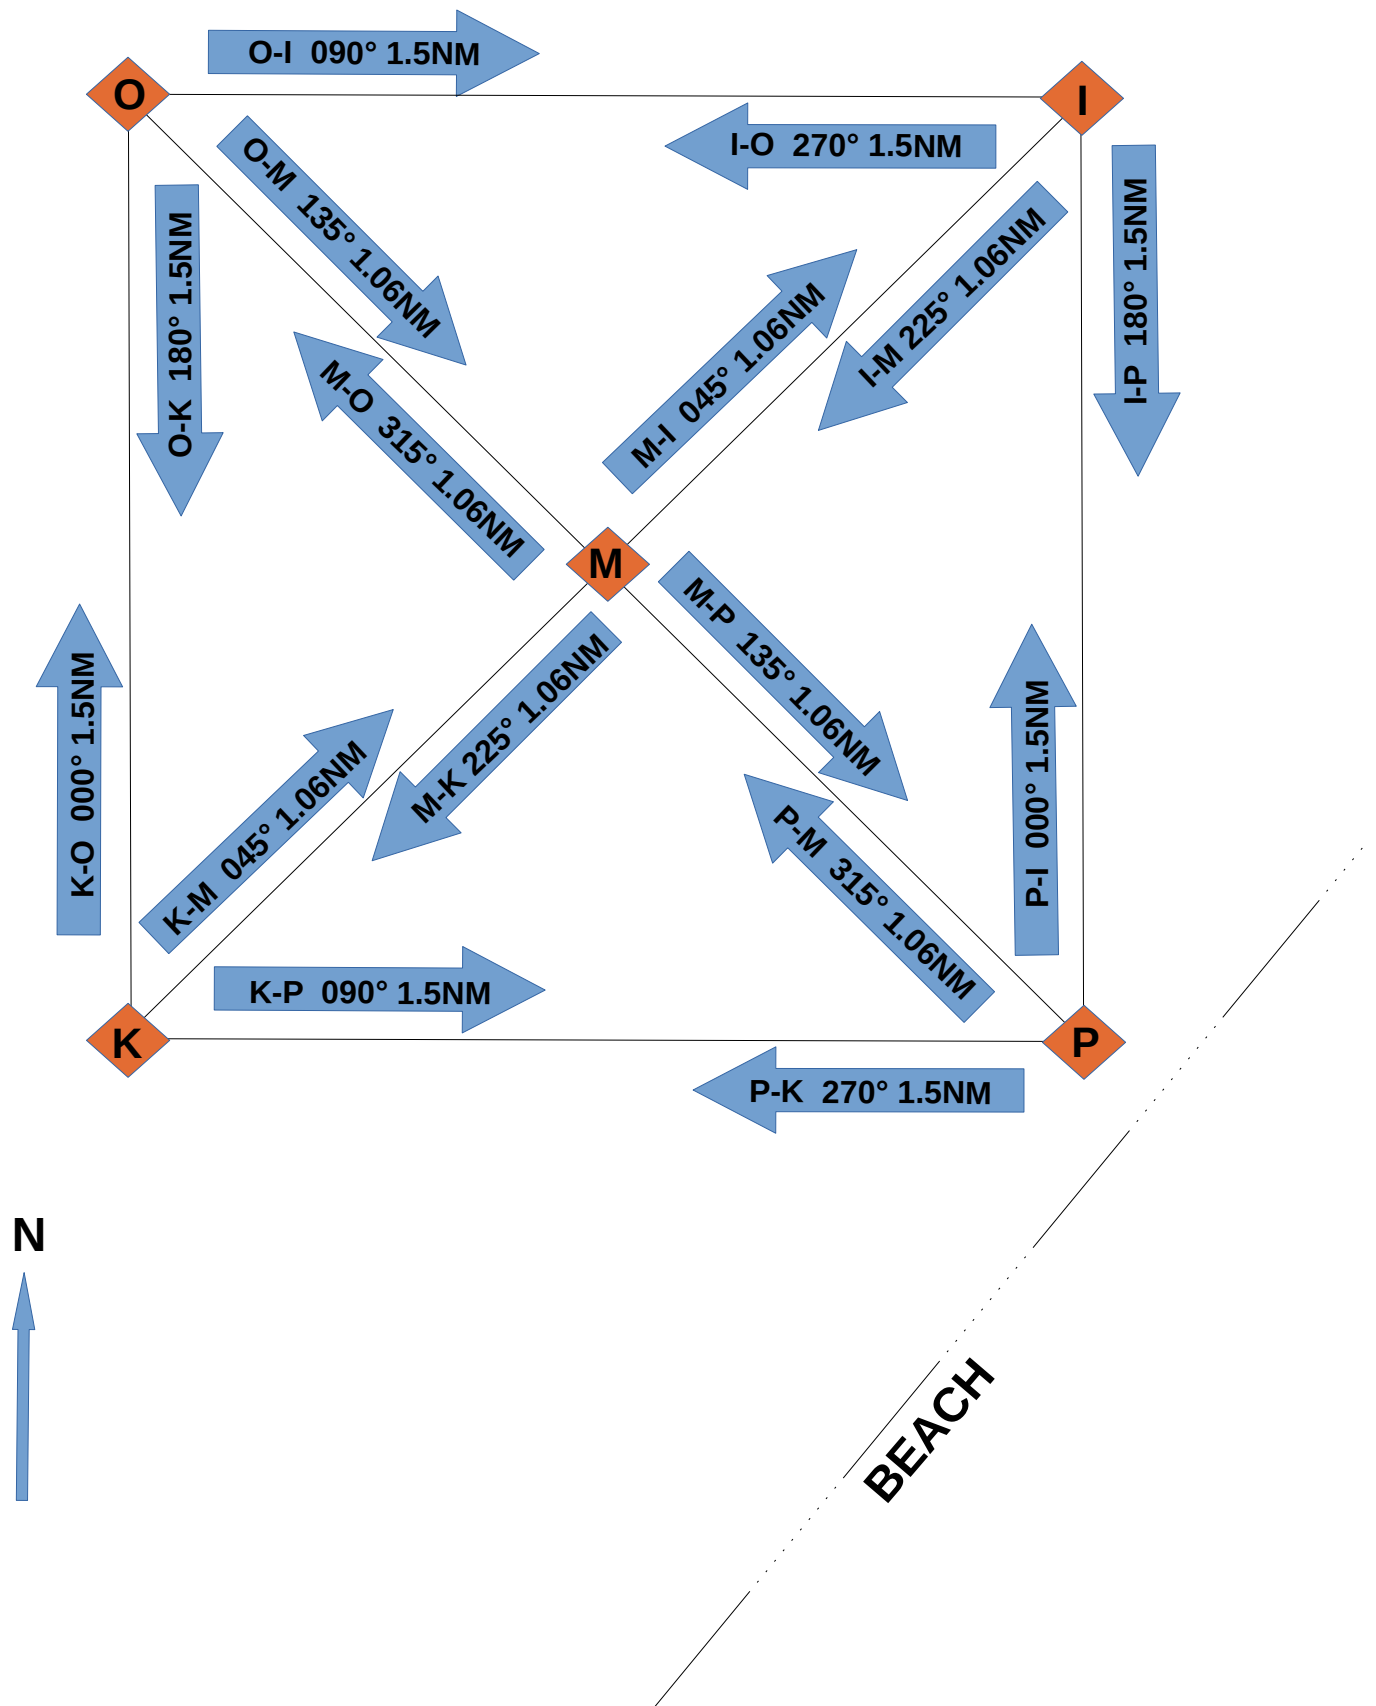 O-I  090° 1.5NM
O
I
I-O  270° 1.5NM
O-M  135° 1.06NM
O-K  180° 1.5NM
M-I  045° 1.06NM
I-M 225° 1.06NM
I-P  180° 1.5NM
M-O  315° 1.06NM
M
M-P  135° 1.06NM
K-O  000° 1.5NM
K-M  045° 1.06NM
M-K 225° 1.06NM
P-M  315° 1.06NM
P-I  000° 1.5NM
K-P  090° 1.5NM
K
P
P-K  270° 1.5NM
N
BEACH